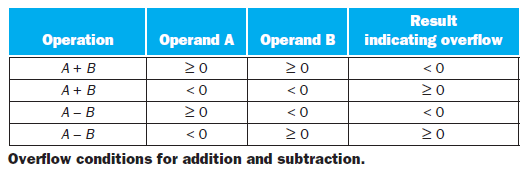 Operation Operand A Operand B Result indicating overflow
A + B ≥ 0 ≥ 0 < 0
A + B < 0 < 0 ≥ 0
A – B ≥ 0 < 0 < 0
A – B < 0 ≥ 0 ≥ 0
Overflow conditions for addition and subtraction.